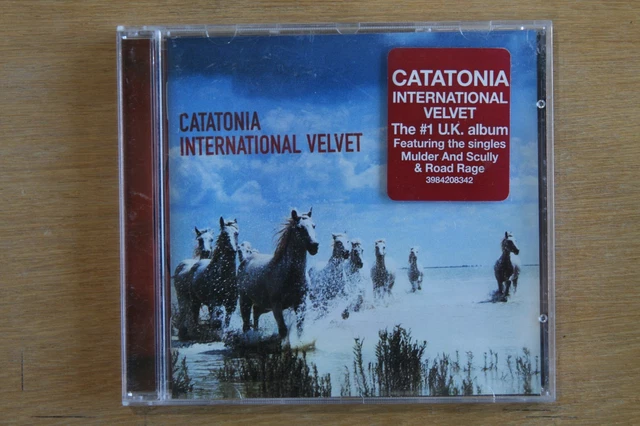 CATATONIA
INTERNATIONAL VELVET
CATATONIA
INTERNATIONAL
VELVET
The #1 U.K. album
Featuring the singles
Mulder And Scully
& Road Rage
3984208342